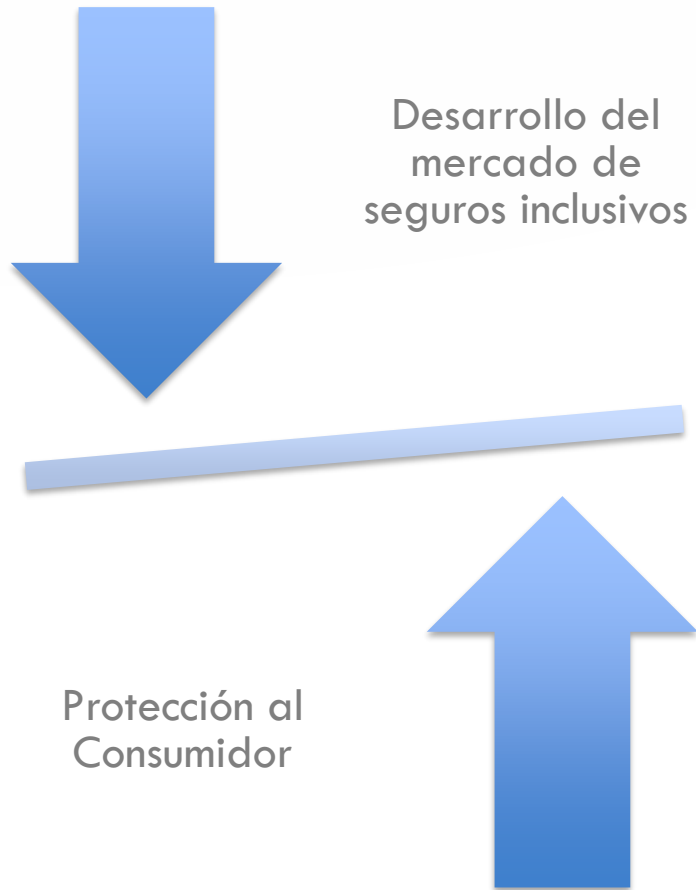 Desarrollo del
mercado de
seguros inclusivos
Protección al
Consumidor